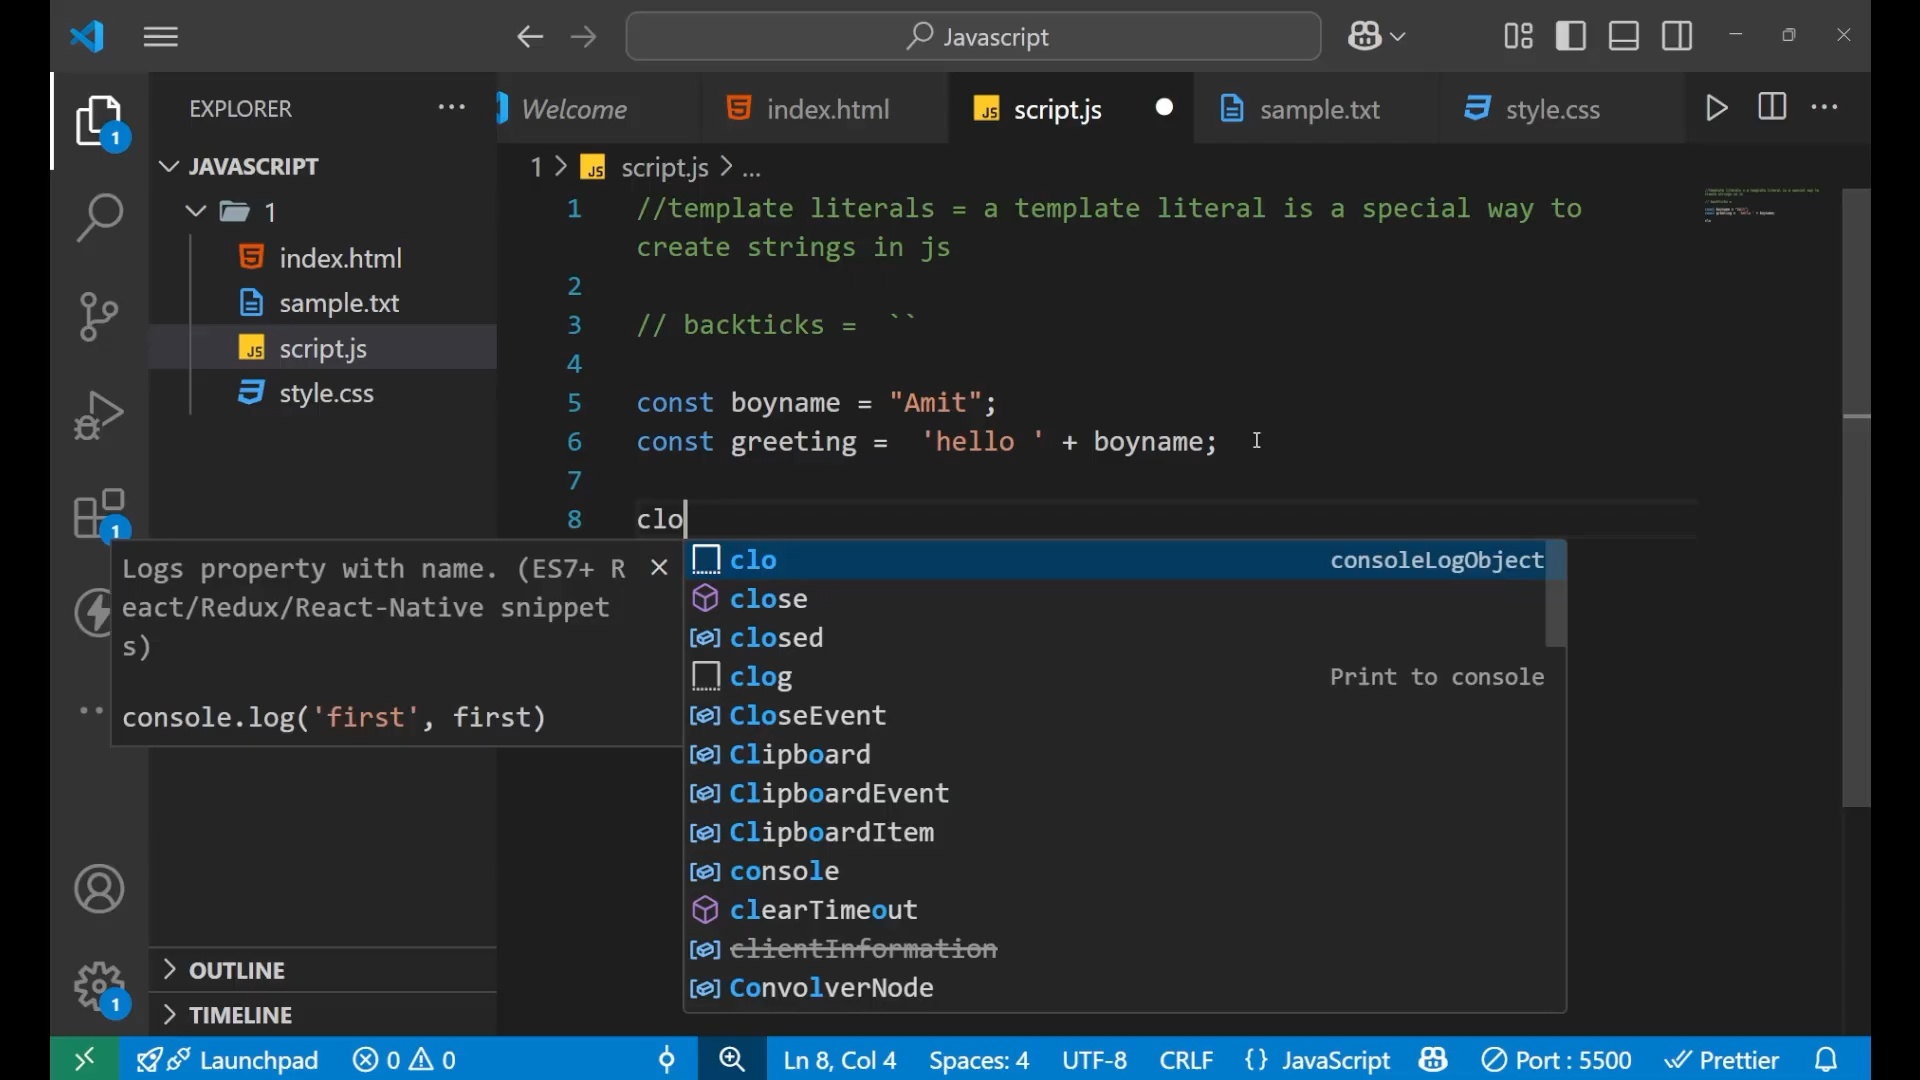 Javascript
EXPLORER
Welcome
index.html
script.js
sample.txt
style.css
1
JAVASCRIPT
1
index.html
sample.txt
script.js
style.css
1 > script.js > ...
1 //template literals = a template literal is a special way to
create strings in js
2
3 // backticks =  ``
4
5 const boyname = "Amit";
6 const greeting =  'hello ' + boyname;
7
8 clo
1
Logs property with name. (ES7+ R
eact/Redux/React-Native snippet
s)
console.log('first', first)
clo consoleLogObject
close
closed
clog Print to console
CloseEvent
Clipboard
ClipboardEvent
ClipboardItem
console
clearTimeout
clientInformation
ConvolverNode
OUTLINE
TIMELINE
1
Launchpad 0 0 Ln 8, Col 4 Spaces: 4 UTF-8 CRLF {} JavaScript Port : 5500 Prettier